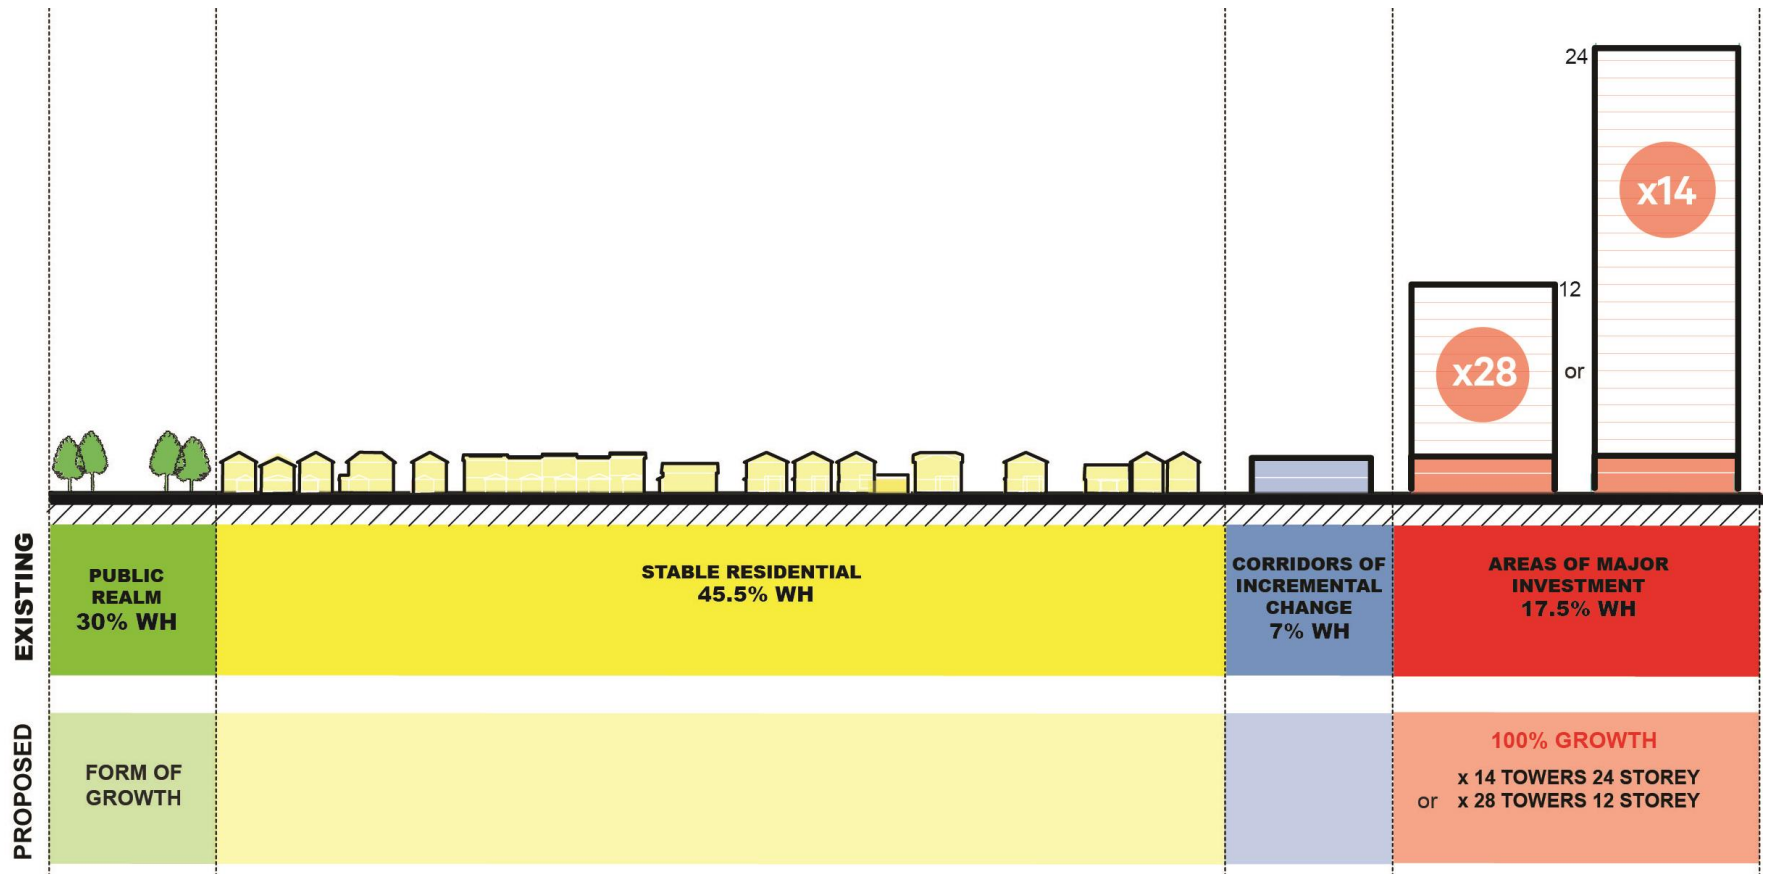 24
x14
12
x28
or
EXISTING
PUBLIC
REALM
30% WH
STABLE RESIDENTIAL
45.5% WH
CORRIDORS OF
INCREMENTAL
CHANGE
7% WH
AREAS OF MAJOR
INVESTMENT
17.5% WH
PROPOSED
FORM OF
GROWTH
100% GROWTH
x 14 TOWERS 24 STOREY
or x 28 TOWERS 12 STOREY